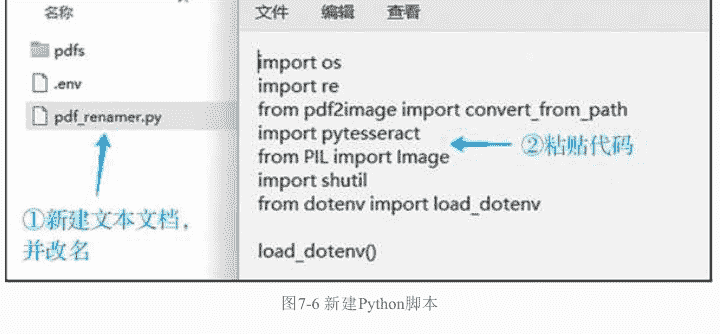 名称
pdfs
.env
pdf_renamer.py
①新建文本文档，
并改名
文件 编辑 查看
import os
import re
from pdf2image import convert_from_path
import pytesseract
from PIL import Image
import shutil
from dotenv import load_dotenv
load_dotenv()
②粘贴代码
图7-6 新建Python脚本